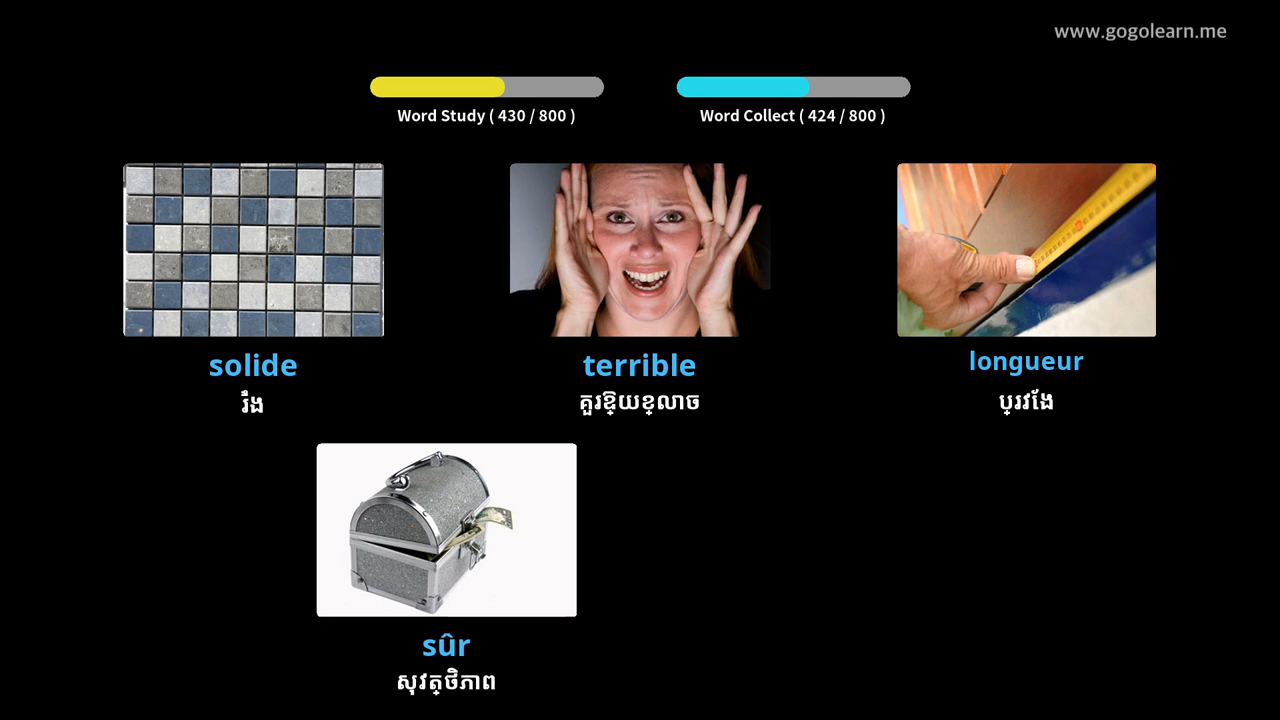 www.gogolearn.me
Word Study ( 430 / 800 )
Word Collect ( 424 / 800 )
solide
រឹង
terrible
គួរឱ្យខ្លាច
longueur
ប្រវែង
sûr
សុវត្ថិភាព